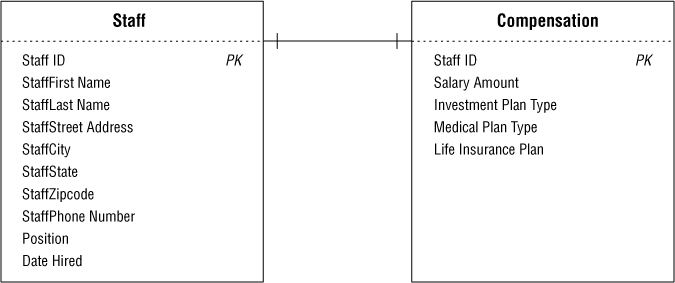 Staff
Staff ID PK
StaffFirst Name
StaffLast Name
StaffStreet Address
StaffCity
StaffState
StaffZipcode
StaffPhone Number
Position
Date Hired
Compensation
Staff ID PK
Salary Amount
Investment Plan Type
Medical Plan Type
Life Insurance Plan